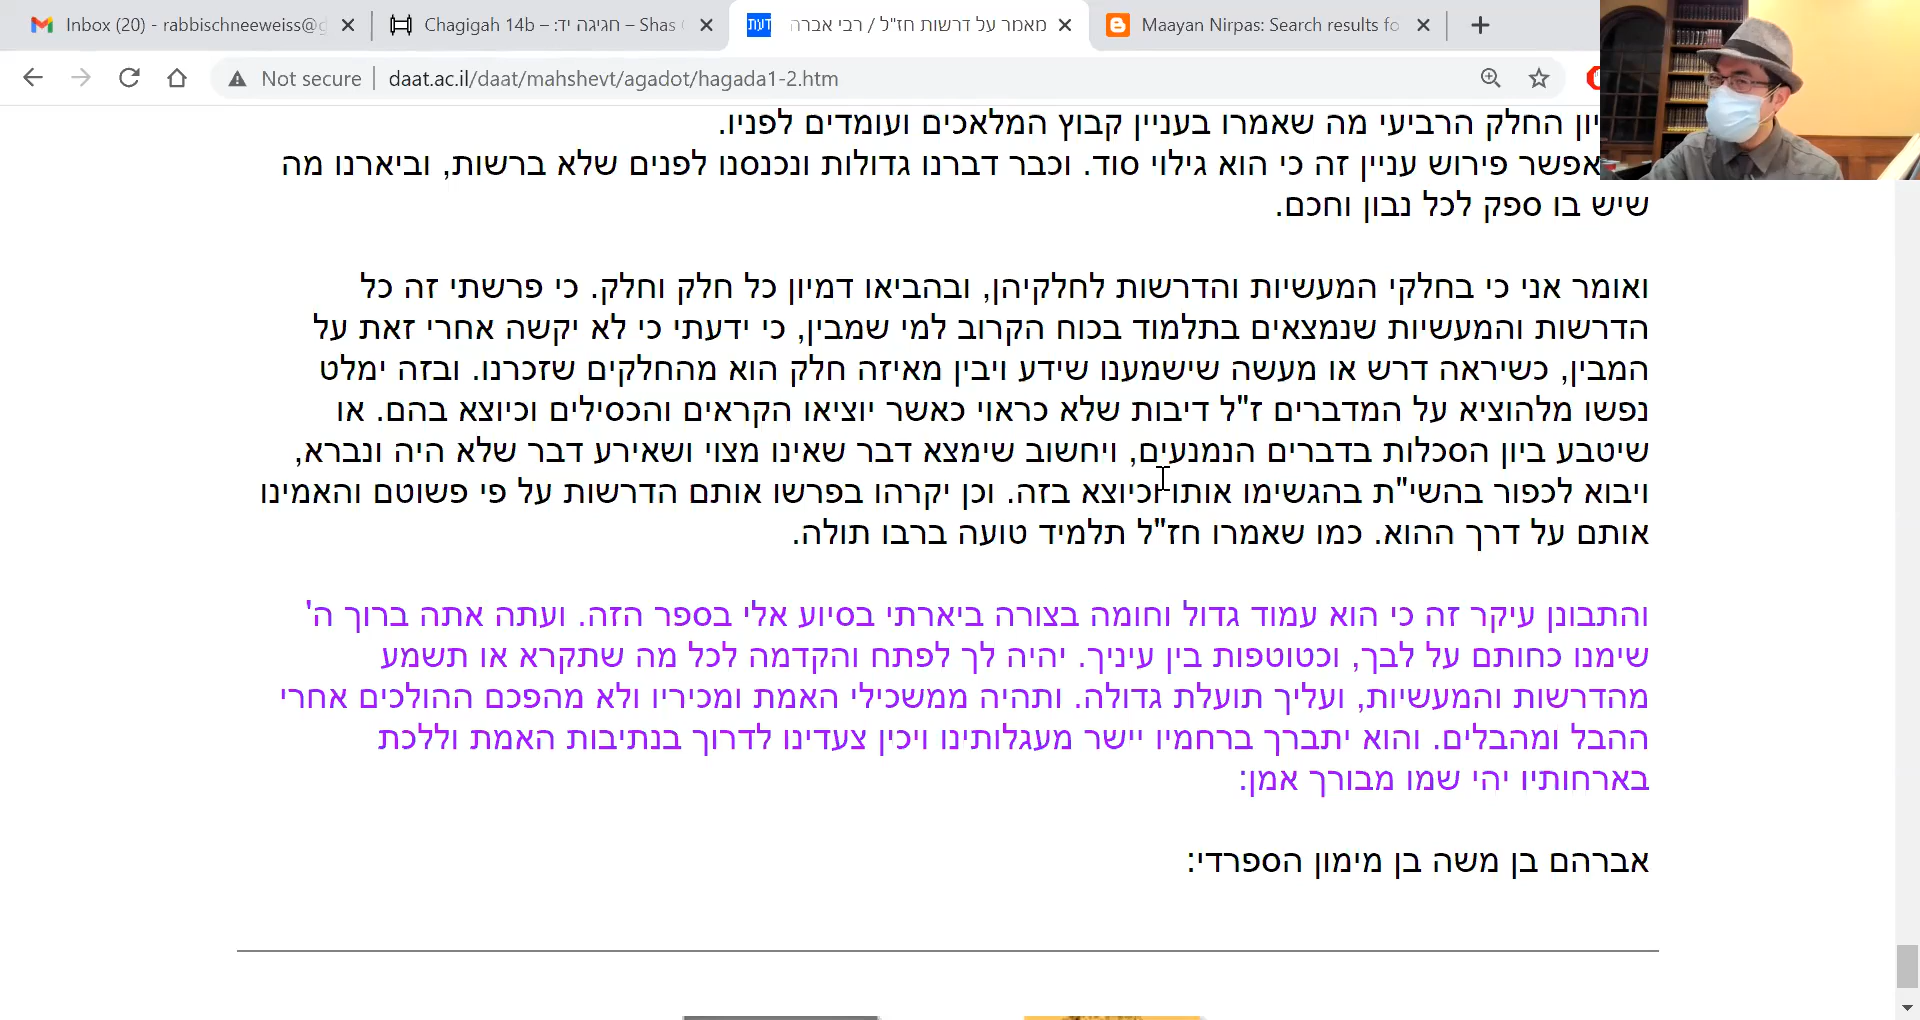 Inbox (20) - rabbischneeweiss@g
Chagigah 14b – חגיגה יד: – Shas
דעת מאמר על דרשות חז"ל / רבי אברה
Maayan Nirpas: Search results fo
Not secure daat.ac.il/daat/mahshevt/agadot/hagada1-2.htm
יון החלק הרביעי מה שאמרו בעניין קבוץ המלאכים ועומדים לפניו.
אפשר פירוש עניין זה כי הוא גילוי סוד. וכבר דברנו גדולות ונכנסנו לפנים שלא ברשות, וביארנו מה
שיש בו ספק לכל נבון וחכם.
ואומר אני כי בחלקי המעשיות והדרשות לחלקיהן, ובהביאו דמיון כל חלק וחלק. כי פרשתי זה כל
הדרשות והמעשיות שנמצאים בתלמוד בכוח הקרוב למי שמבין, כי ידעתי כי לא יקשה אחרי זאת על
המבין, כשיראה דרש או מעשה שישמענו שידע ויבין מאיזה חלק הוא מהחלקים שזכרנו. ובזה ימלט
נפשו מלהוציא על המדברים ז"ל דיבות שלא כראוי כאשר יוציאו הקראים והכסילים וכיוצא בהם. או
שיטבע ביון הסכלות בדברים הנמנעים, ויחשוב שימצא דבר שאינו מצוי ושאירע דבר שלא היה ונברא,
ויבוא לכפור בהשי"ת בהגשימו אותו וכיוצא בזה. וכן יקרהו בפרשו אותם הדרשות על פי פשוטם והאמינו
אותם על דרך ההוא. כמו שאמרו חז"ל תלמיד טועה ברבו תולה.
והתבונן עיקר זה כי הוא עמוד גדול וחומה בצורה ביארתי בסיוע אלי בספר הזה. ועתה אתה ברוך ה'
שימנו כחותם על לבך, וכטוטפות בין עיניך. יהיה לך לפתח והקדמה לכל מה שתקרא או תשמע
מהדרשות והמעשיות, ועליך תועלת גדולה. ותהיה ממשכילי האמת ומכיריו ולא מהפכם ההולכים אחרי
ההבל ומהבלים. והוא יתברך ברחמיו יישר מעגלותינו ויכין צעדינו לדרוך בנתיבות האמת וללכת
בארחותיו יהי שמו מבורך אמן:
אברהם בן משה בן מימון הספרדי: